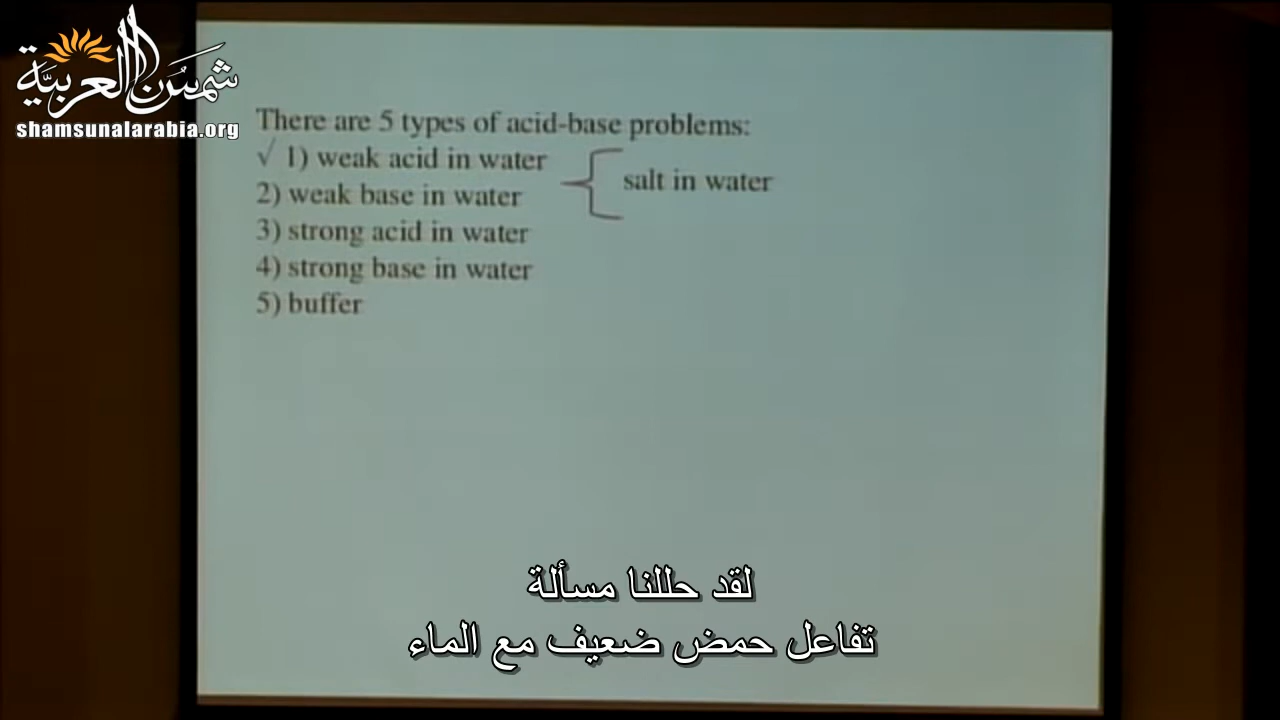 شمسٌ العربية
shamsunalarabia.org
There are 5 types of acid-base problems:
√ 1) weak acid in water
2) weak base in water
salt in water
3) strong acid in water
4) strong base in water
5) buffer
لقد حللنا مسألة
تفاعل حمض ضعيف مع الماء